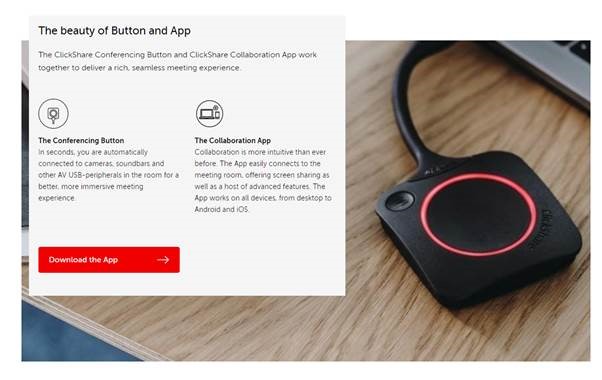 The beauty of Button and App
The ClickShare Conferencing Button and ClickShare Collaboration App work
together to deliver a rich, seamless meeting experience.
The Conferencing Button
In seconds, you are automatically
connected to cameras, soundbars and
other AV USB-peripherals in the room for a
better, more immersive meeting
experience.
The Collaboration App
Collaboration is more intuitive than ever
before. The App easily connects to the
meeting room, offering screen sharing as
well as a host of advanced features. The
App works on all devices, from desktop to
Android and iOS.
Download the App
clickshare